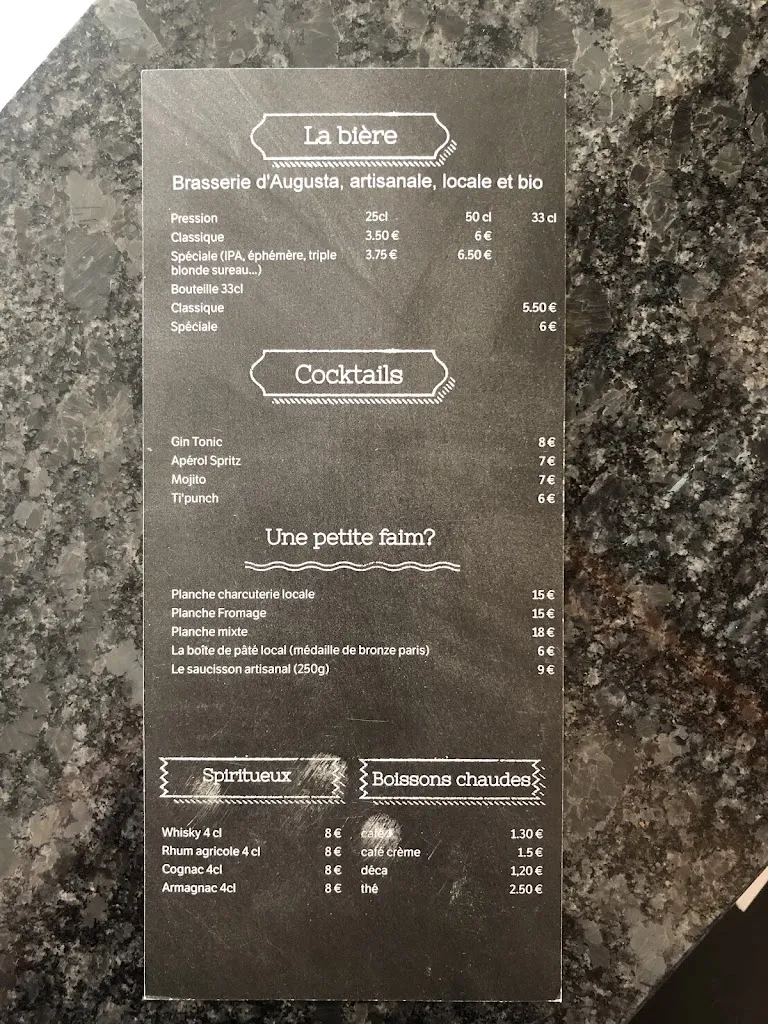 La bière
Brasserie d'Augusta, artisanale, locale et bio
Pression 25cl 50 cl 33 cl
Classique 3.50 € 6 €
Spéciale (IPA, éphémère, triple 3.75 € 6.50 €
blonde sureau...)
Bouteille 33cl
Classique 5.50 €
Spéciale 6 €
Cocktails
Gin Tonic 8 €
Apérol Spritz 7 €
Mojito 7 €
Ti'punch 6 €
Une petite faim?
Planche charcuterie locale 15 €
Planche Fromage 15 €
Planche mixte 18 €
La boîte de pâté local (médaille de bronze paris) 6 €
Le saucisson artisanal (250g) 9 €
Spiritueux
Whisky 4 cl 8 €
Rhum agricole 4 cl 8 €
Cognac 4cl 8 €
Armagnac 4cl 8 €
Boissons chaudes
café 1.30 €
café crème 1.5 €
déca 1,20 €
thé 2.50 €